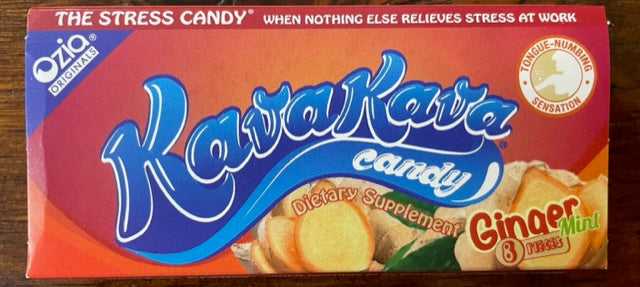 THE STRESS CANDY® WHEN NOTHING ELSE RELIEVES STRESS AT WORK
Ozia®
ORIGINALS
TONGUE-NUMBING
SENSATION
KavaKava®
candy
Dietary Supplement
Ginger
Mint
8 PIECES